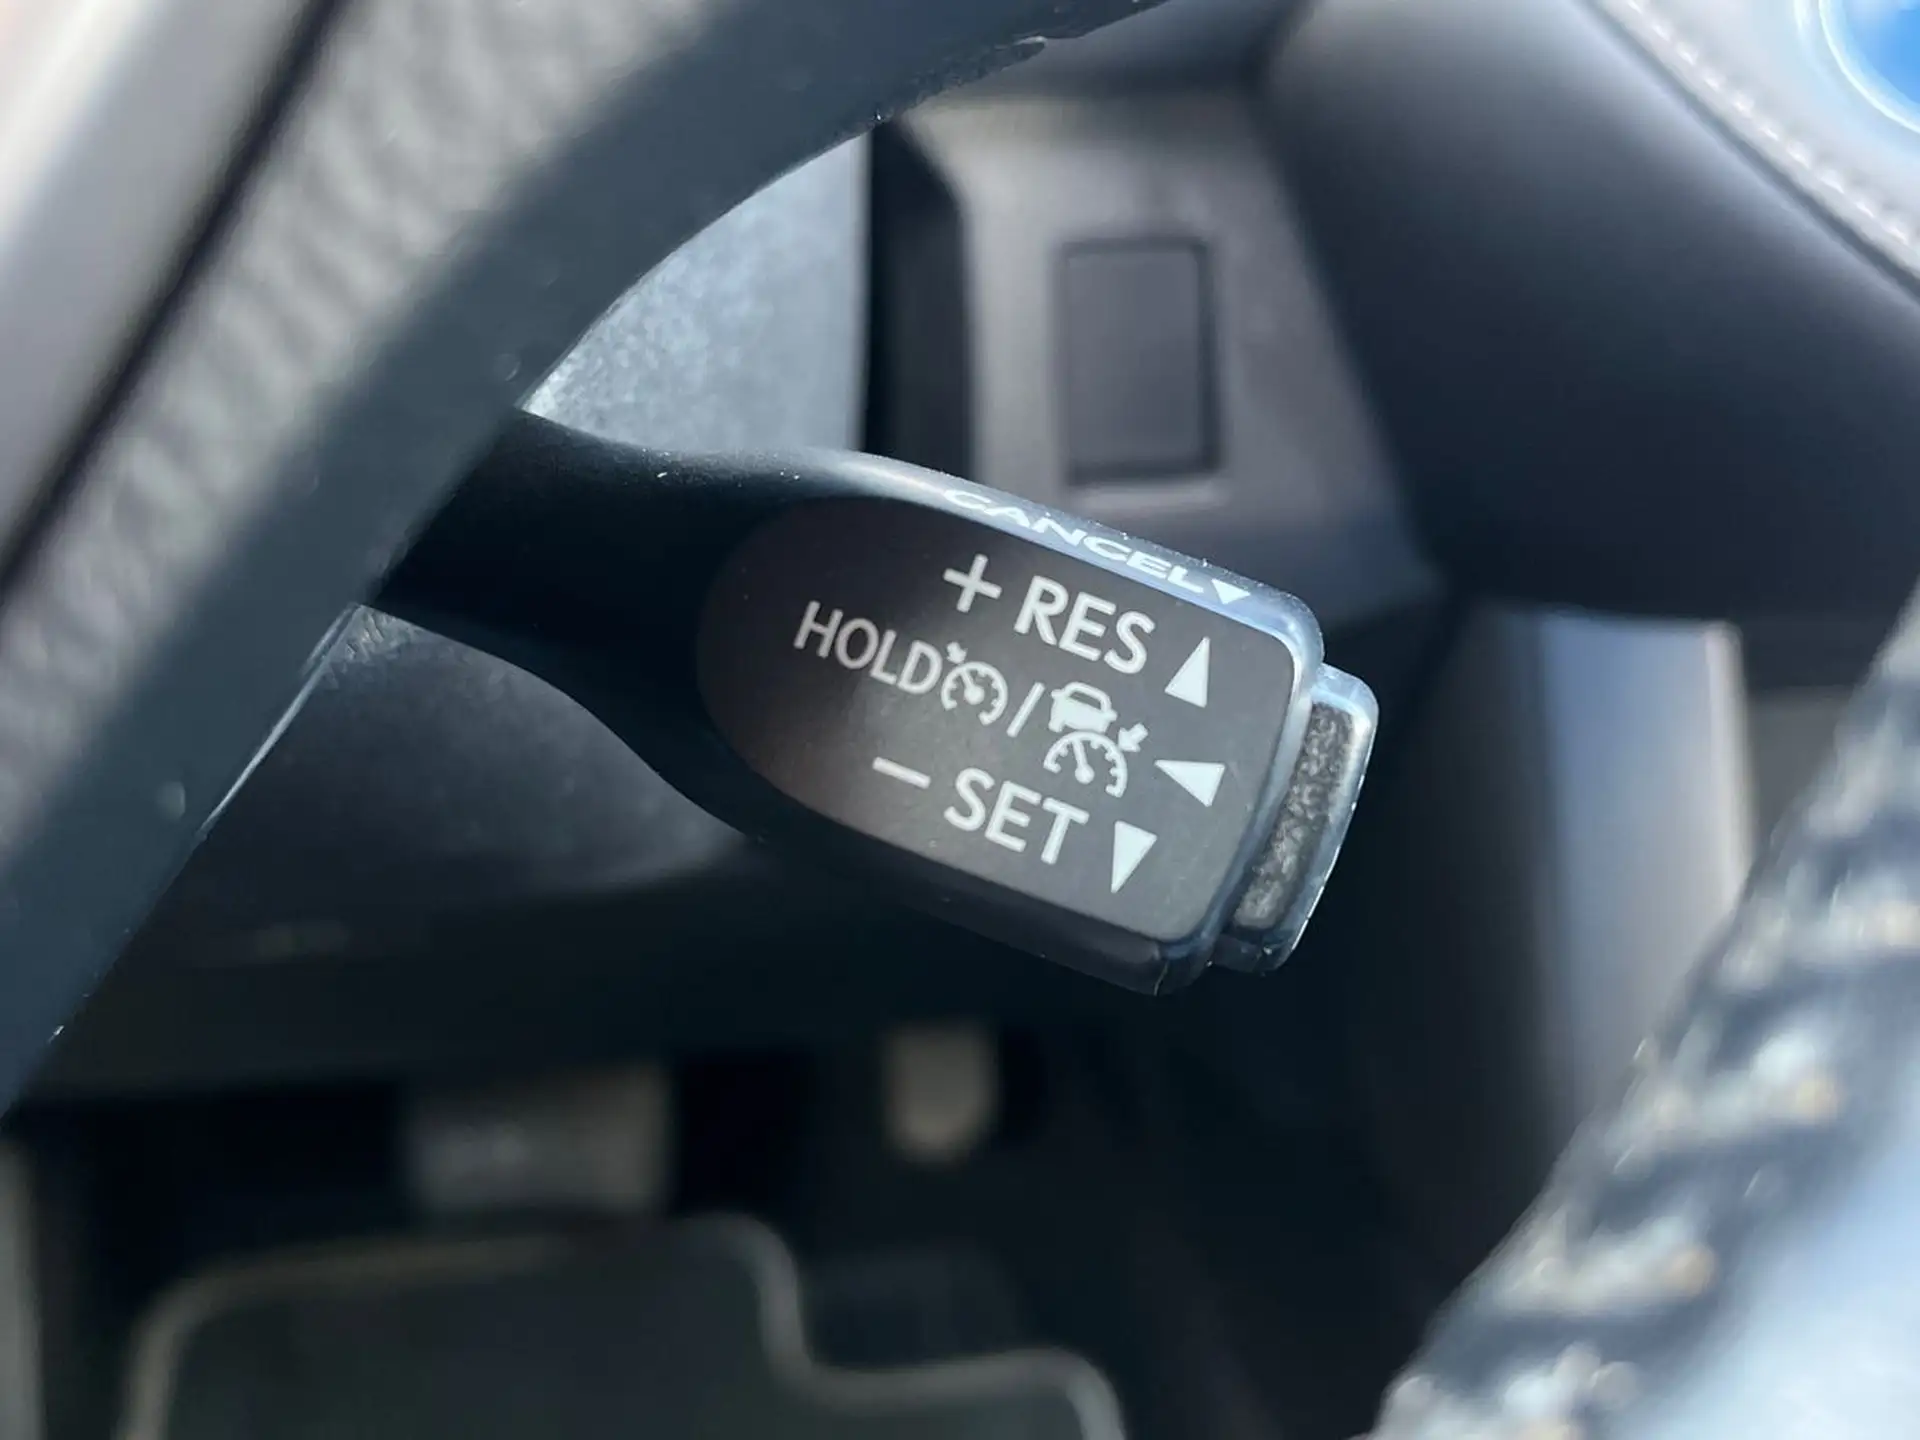 CANCEL▼
+ RES ▲
HOLD / ◀
− SET ▼